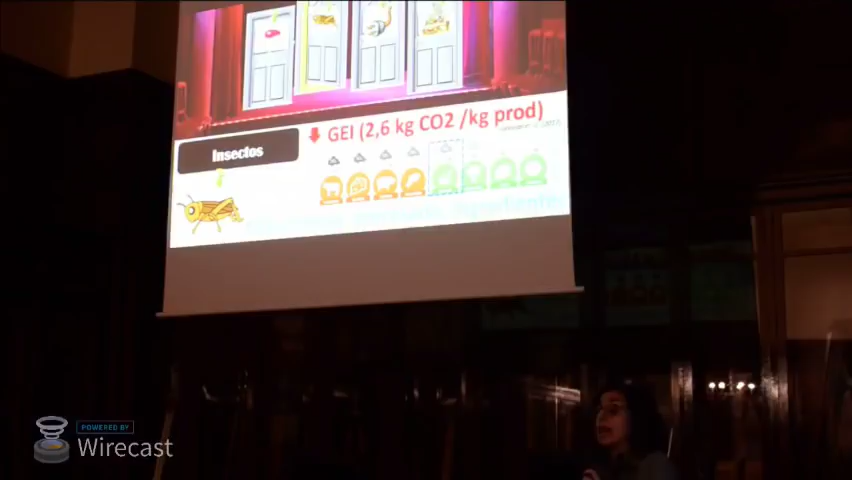 GEI (2,6 kg CO2 /kg prod)
Insectos
POWERED BY
Wirecast